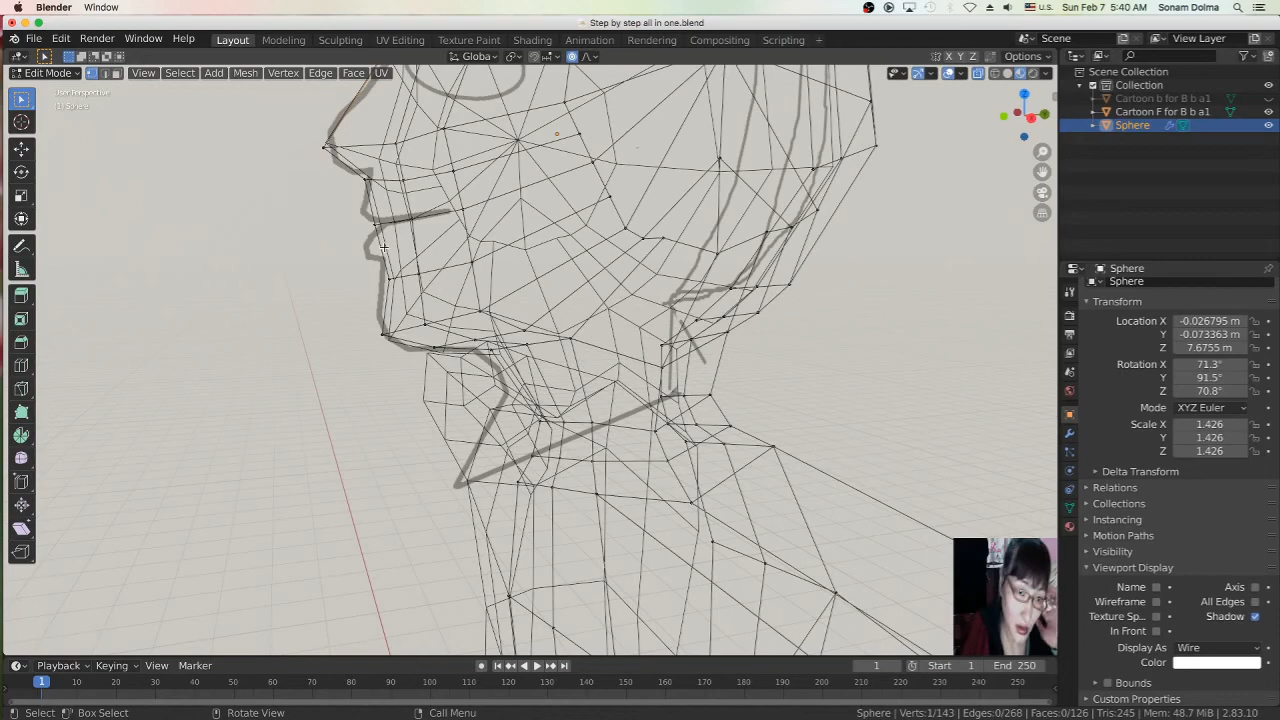 Blender Window U.S. Sun Feb 7 5:40 AM Sonam Dolma
Step by step all in one.blend
File Edit Render Window Help Layout Modeling Sculpting UV Editing Texture Paint Shading Animation Rendering Compositing Scripting + Scene View Layer
Globa X Y Z Options
Edit Mode View Select Add Mesh Vertex Edge Face UV
Scene Collection
Collection
Cartoon b for B b a1
Cartoon F for B b a1
Sphere
User Perspective
(1) Sphere
Sphere
Sphere
Transform
Location X -0.026795 m
Y -0.073363 m
Z 7.6755 m
Rotation X 71.3°
Y 91.5°
Z 70.8°
Mode XYZ Euler
Scale X 1.426
Y 1.426
Z 1.426
Delta Transform
Relations
Collections
Instancing
Motion Paths
Visibility
Viewport Display
Name Axis
Wireframe All Edges
Texture Sp.. Shadow
In Front
Display As Wire
Color
Bounds
Custom Properties
Playback Keying View Marker 1 Start 1 End 250
1 10 20 30 40 50 60 70 80 90 100 110 120 130 140 150 160 170 180 190 200 210 220 230 240 250
Select Box Select Rotate View Call Menu Sphere | Verts:1/143 | Edges:0/268 | Faces:0/126 | Tris:245 | Mem: 48.7 MiB | 2.83.10